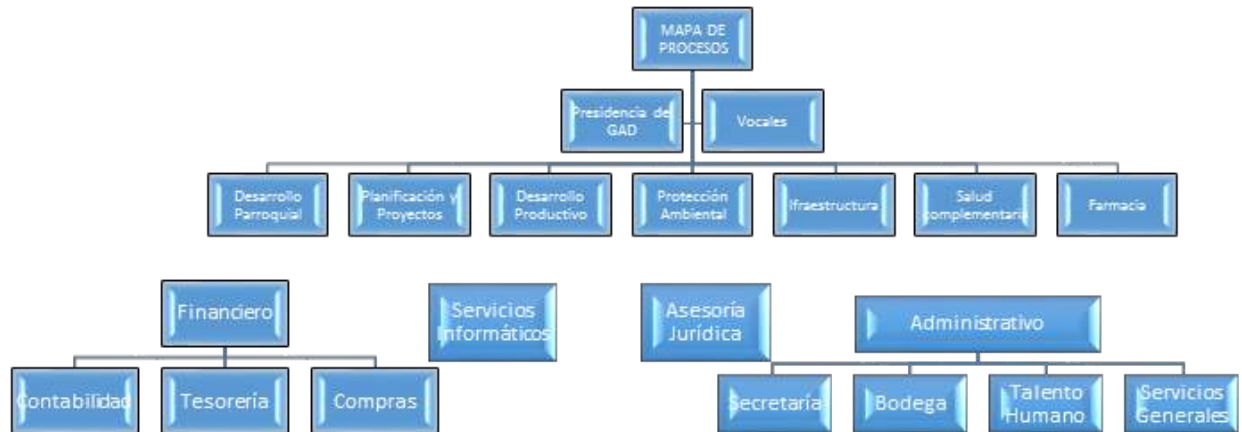 MAPA DE
PROCESOS
Presidencia de
GAD
Vocales
Desarrollo
Parroquial
Planificación y
Proyectos
Desarrollo
Productivo
Protección
Ambiental
Ifraestructura
Salud
complementaria
Farmacia
Financiero
Servicios
Informáticos
Asesoría
Jurídica
Administrativo
Contabilidad
Tesorería
Compras
Secretaría
Bodega
Talento
Humano
Servicios
Generales